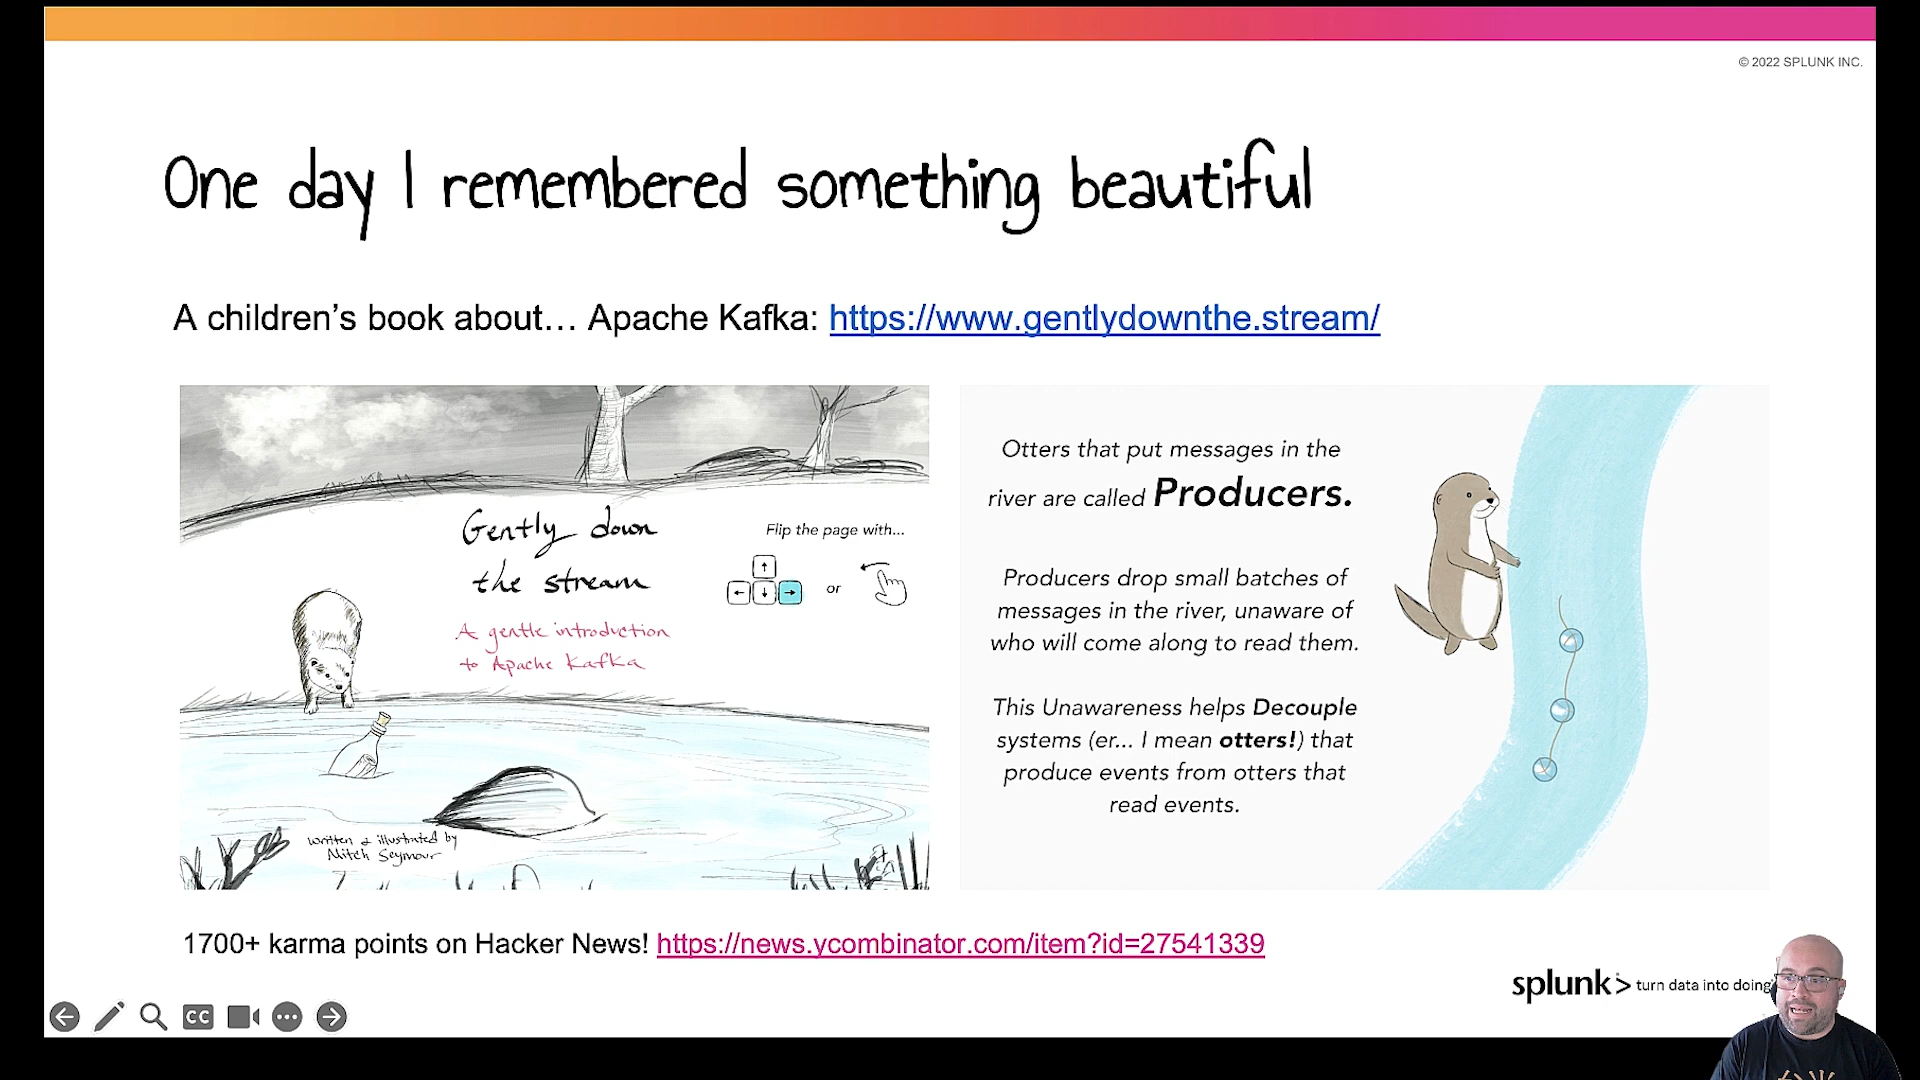 © 2022 SPLUNK INC.
One day I remembered something beautiful
A children’s book about… Apache Kafka: https://www.gentlydownthe.stream/
Gently down
the stream
A gentle introduction
to Apache Kafka
Flip the page with...
or
written & illustrated by
Mitch Seymour
Otters that put messages in the
river are called Producers.
Producers drop small batches of
messages in the river, unaware of
who will come along to read them.
This Unawareness helps Decouple
systems (er... I mean otters!) that
produce events from otters that
read events.
1700+ karma points on Hacker News! https://news.ycombinator.com/item?id=27541339
splunk> turn data into doing
CC